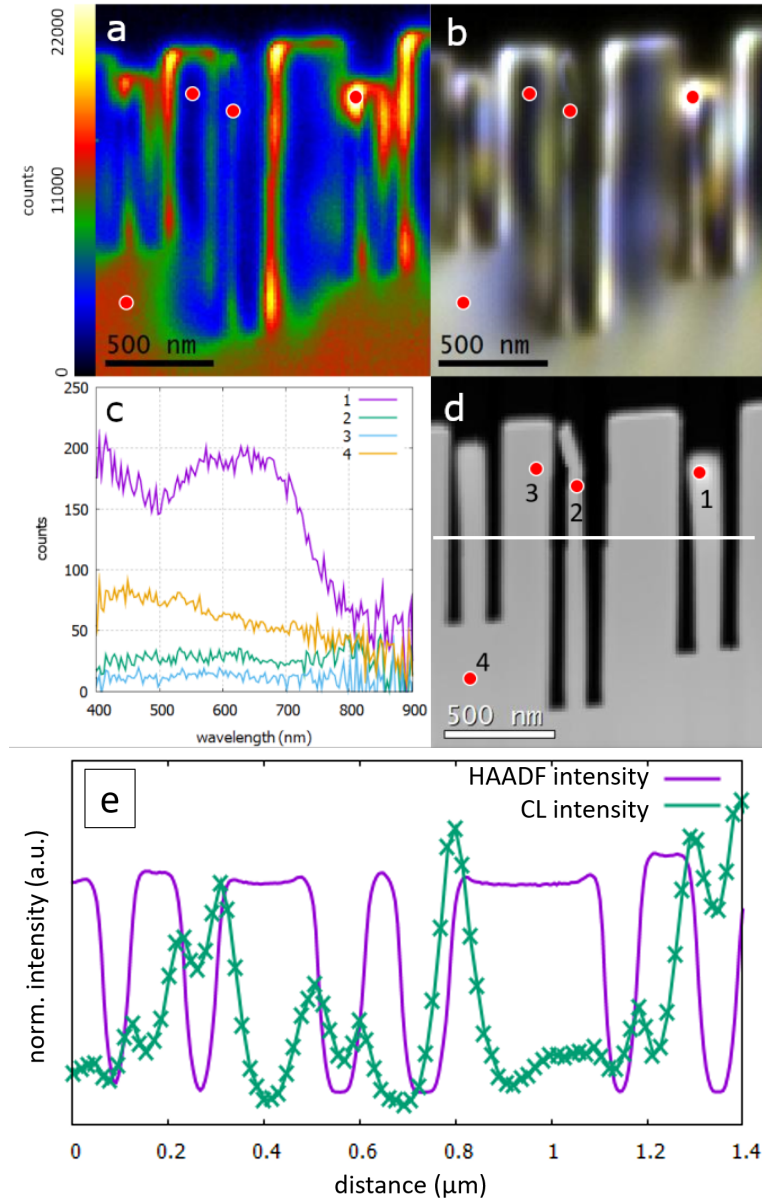 a
22000
11000
0
counts
500 nm
b
500 nm
c
250
200
150
100
50
0
counts
1
2
3
4
400 500 600 700 800 900
wavelength (nm)
d
3
2
1
4
500 nm
e
HAADF intensity
CL intensity
norm. intensity (a.u.)
0 0.2 0.4 0.6 0.8 1 1.2 1.4
distance (μm)